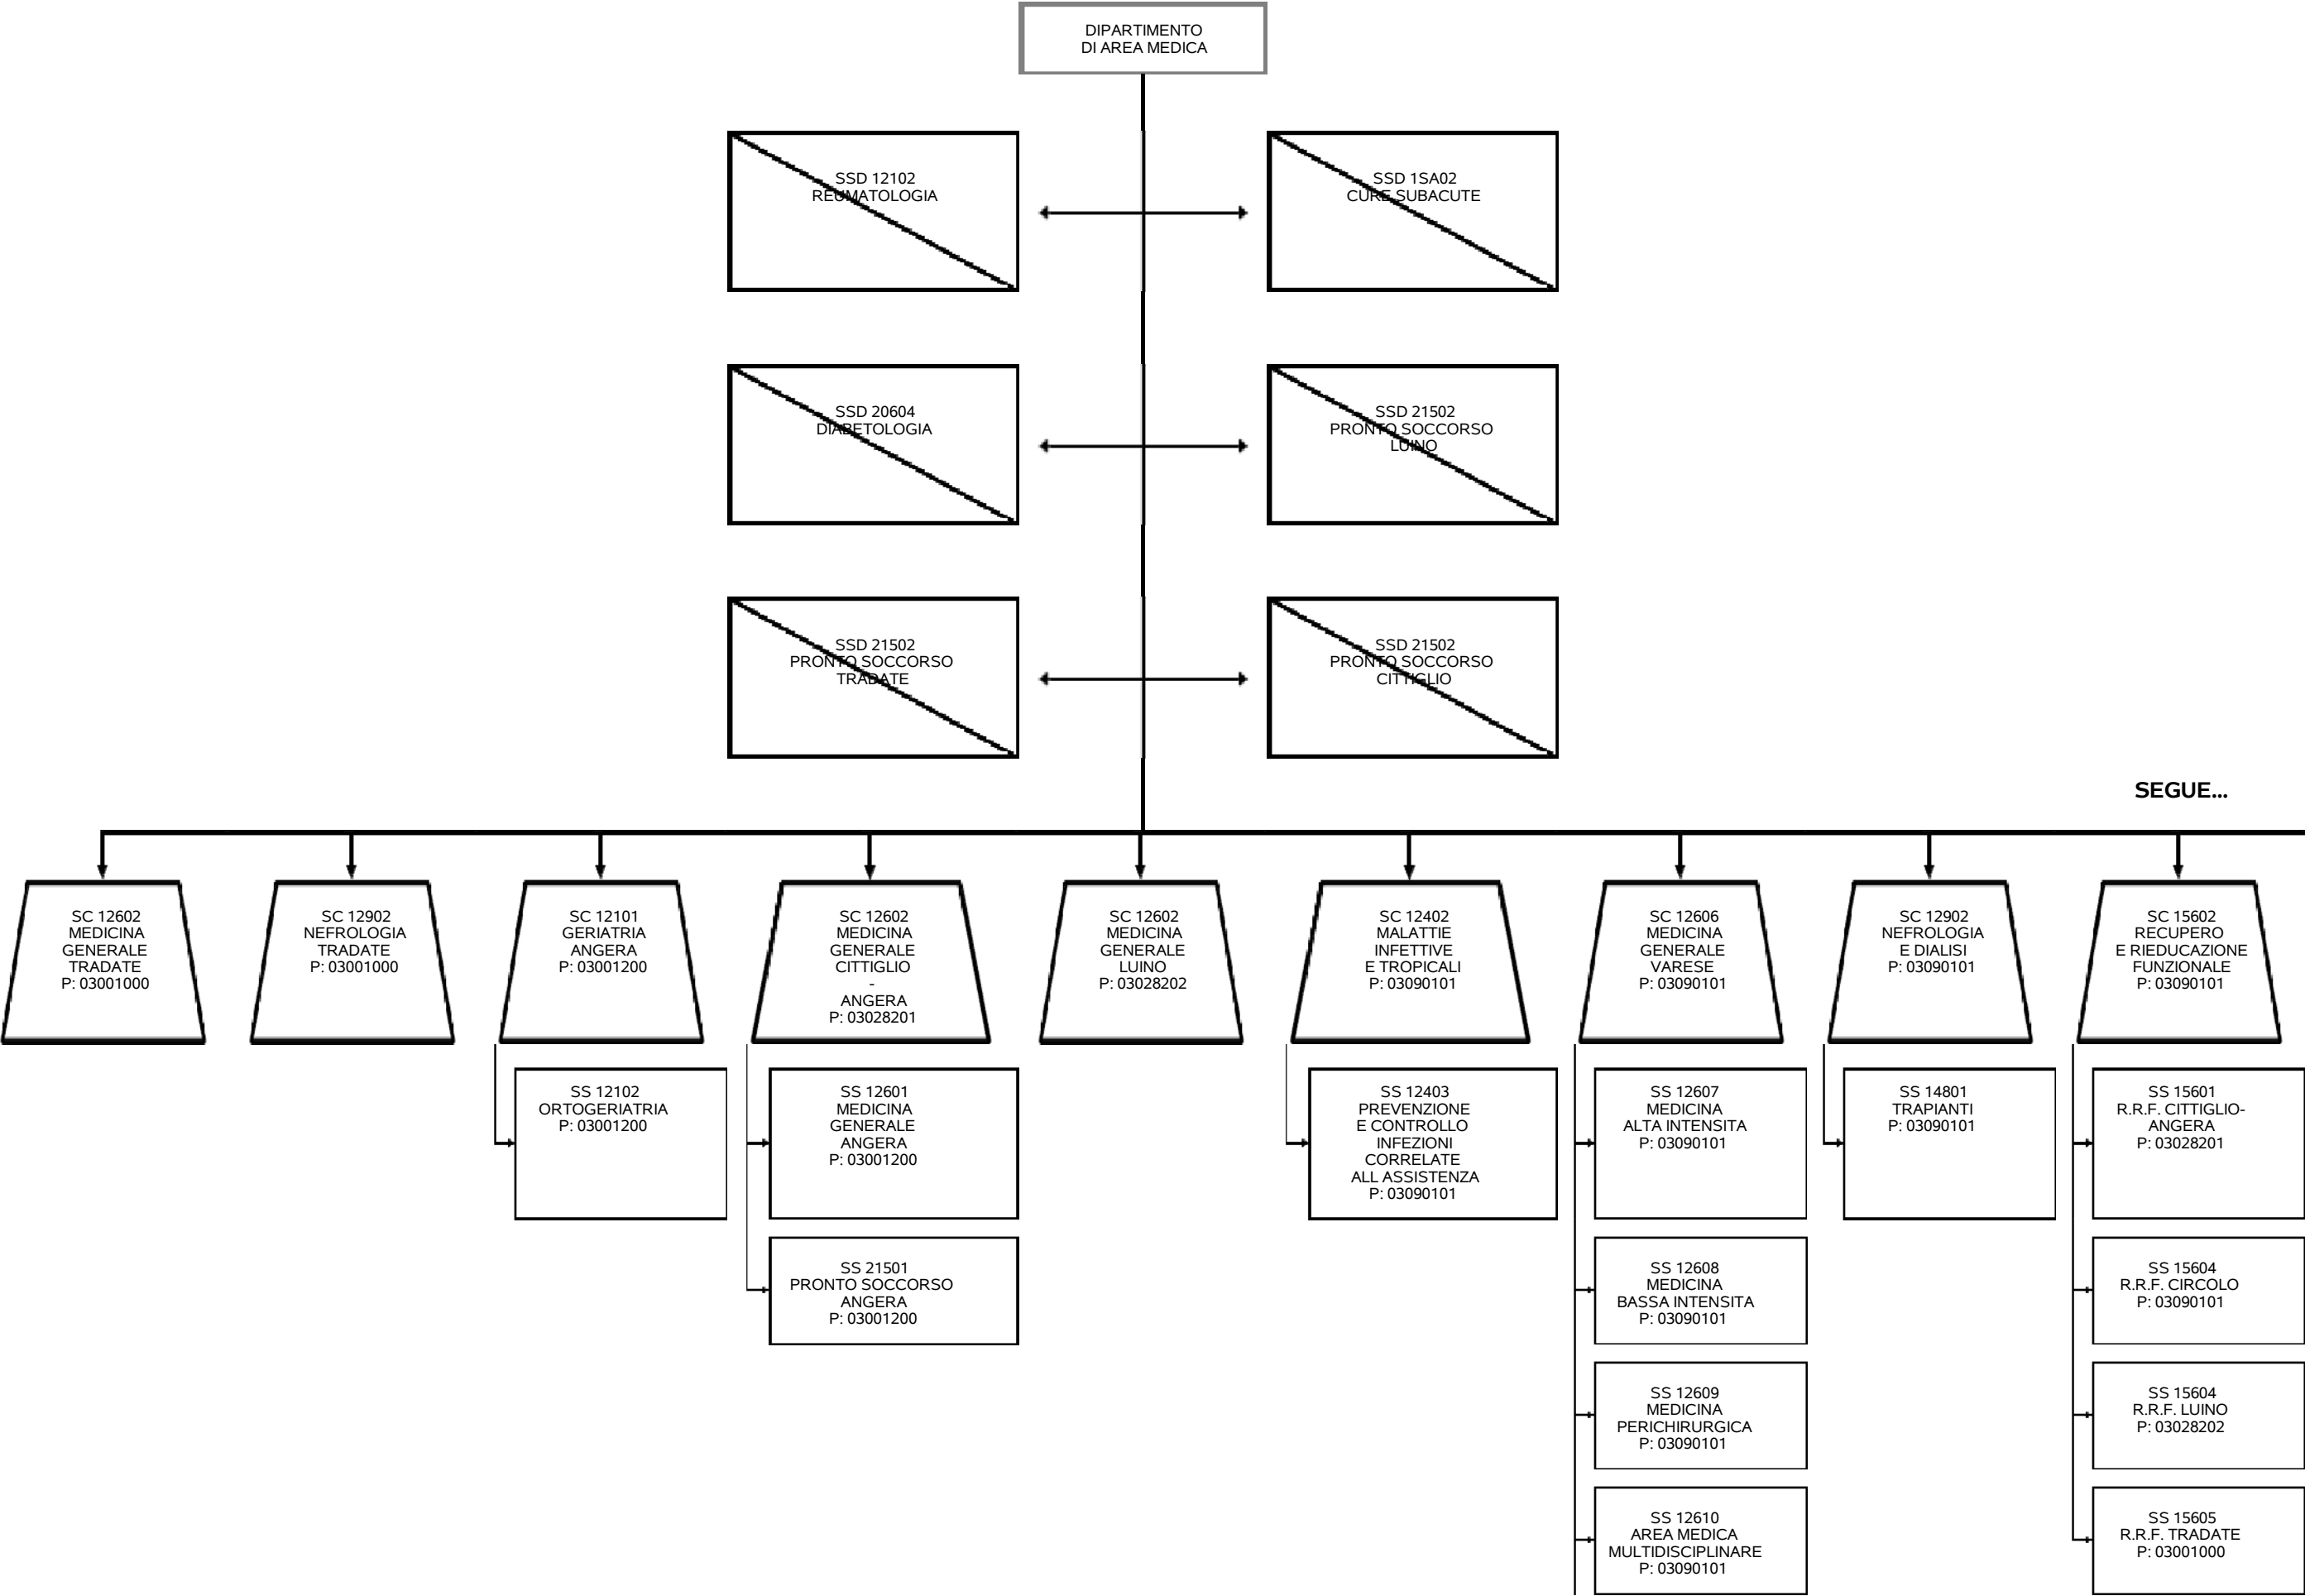 DIPARTIMENTO
DI AREA MEDICA
SSD 12102
REUMATOLOGIA
SSD 1SA02
CURE SUBACUTE
SSD 20604
DIABETOLOGIA
SSD 21502
PRONTO SOCCORSO
LUINO
SSD 21502
PRONTO SOCCORSO
TRADATE
SSD 21502
PRONTO SOCCORSO
CITTIGLIO
SEGUE...
SC 12602
MEDICINA
GENERALE
TRADATE
P: 03001000
SC 12902
NEFROLOGIA
TRADATE
P: 03001000
SC 12101
GERIATRIA
ANGERA
P: 03001200
SC 12602
MEDICINA
GENERALE
CITTIGLIO
-
ANGERA
P: 03028201
SC 12602
MEDICINA
GENERALE
LUINO
P: 03028202
SC 12402
MALATTIE
INFETTIVE
E TROPICALI
P: 03090101
SC 12606
MEDICINA
GENERALE
VARESE
P: 03090101
SC 12902
NEFROLOGIA
E DIALISI
P: 03090101
SC 15602
RECUPERO
E RIEDUCAZIONE
FUNZIONALE
P: 03090101
SS 12102
ORTOGERIATRIA
P: 03001200
SS 12601
MEDICINA
GENERALE
ANGERA
P: 03001200
SS 12403
PREVENZIONE
E CONTROLLO
INFEZIONI
CORRELATE
ALL ASSISTENZA
P: 03090101
SS 12607
MEDICINA
ALTA INTENSITA
P: 03090101
SS 14801
TRAPIANTI
P: 03090101
SS 15601
R.R.F. CITTIGLIO-
ANGERA
P: 03028201
SS 21501
PRONTO SOCCORSO
ANGERA
P: 03001200
SS 12608
MEDICINA
BASSA INTENSITA
P: 03090101
SS 15604
R.R.F. CIRCOLO
P: 03090101
SS 12609
MEDICINA
PERICHIRURGICA
P: 03090101
SS 15604
R.R.F. LUINO
P: 03028202
SS 12610
AREA MEDICA
MULTIDISCIPLINARE
P: 03090101
SS 15605
R.R.F. TRADATE
P: 03001000